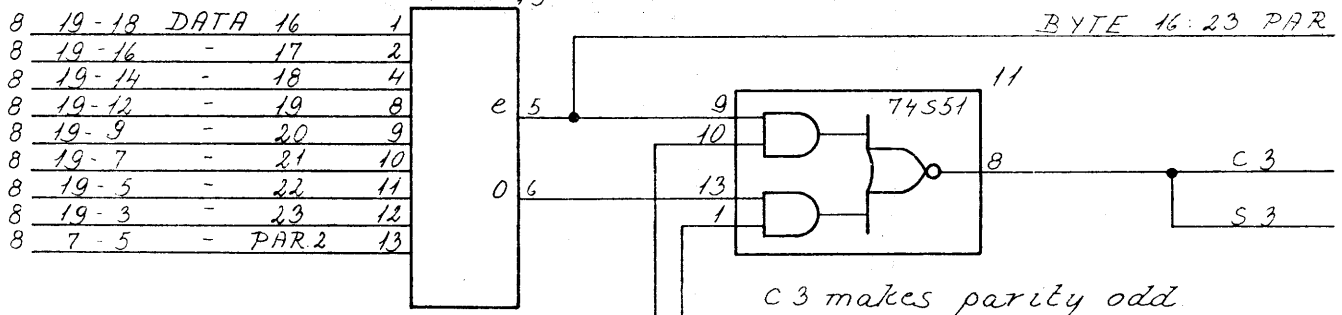 8 19-18 DATA 16 1
8 19-16 - 17 2
8 19-14 - 18 4
8 19-12 - 19 8
8 19-9 - 20 9
8 19-7 - 21 10
8 19-5 - 22 11
8 19-3 - 23 12
8 7-5 - PAR.2 13
e 5
0 6
BYTE 16:23 PAR
11
74S51
9
10
13
1
8
C3
S3
C3 makes parity odd